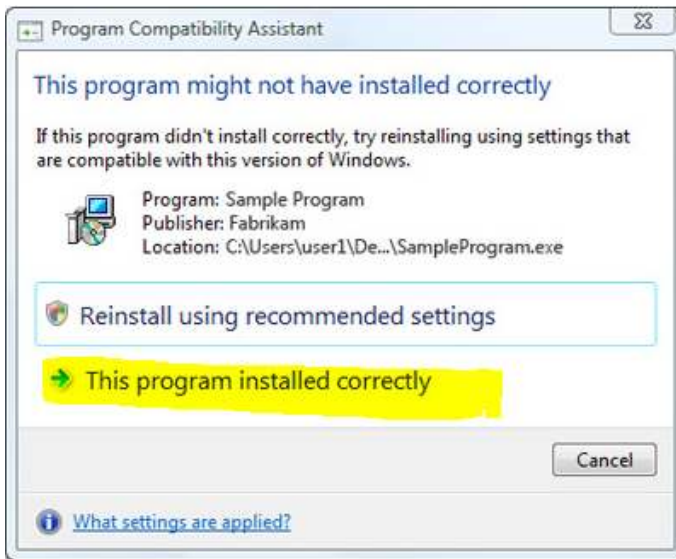 Program Compatibility Assistant
This program might not have installed correctly
If this program didn't install correctly, try reinstalling using settings that
are compatible with this version of Windows.
Program: Sample Program
Publisher: Fabrikam
Location: C:\Users\user1\De...\SampleProgram.exe
Reinstall using recommended settings
This program installed correctly
Cancel
What settings are applied?